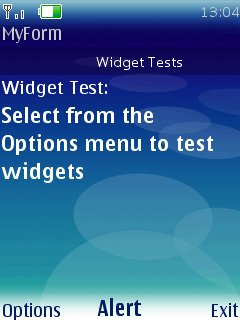 13:04
MyForm
Widget Tests
Widget Test:
Select from the
Options menu to test
widgets
Options Alert Exit